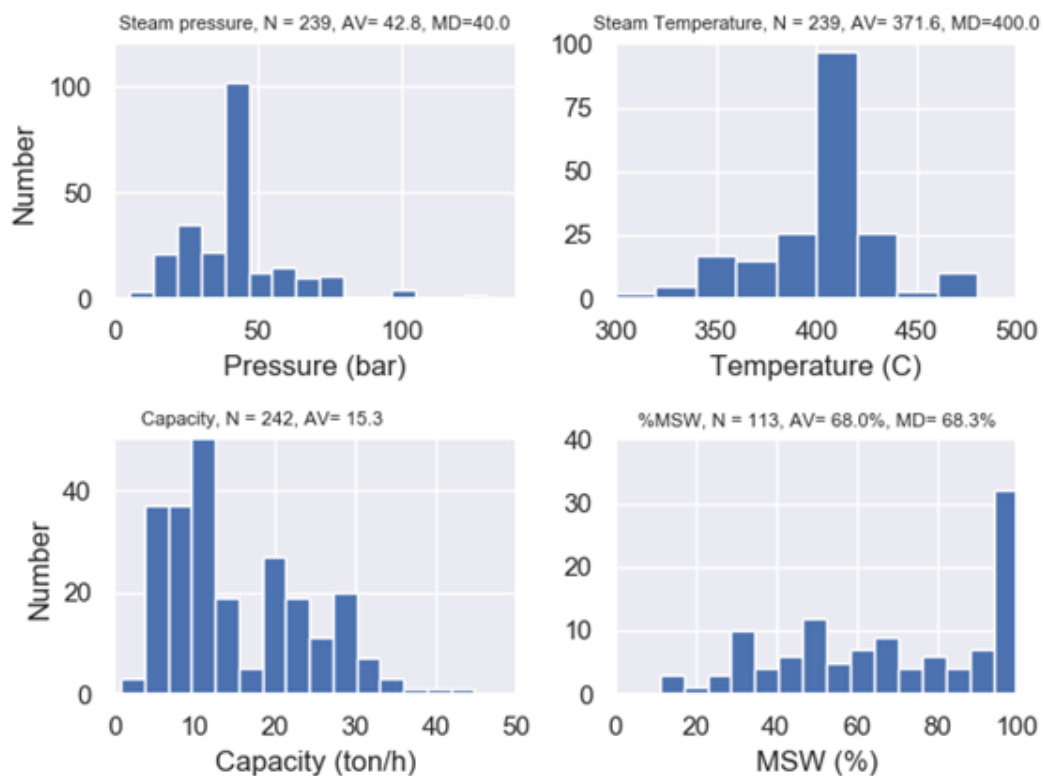 Steam pressure, N = 239, AV= 42.8, MD=40.0
100
50
0
Number
0 50 100
Pressure (bar)
Steam Temperature, N = 239, AV= 371.6, MD=400.0
100
75
50
25
0
300 350 400 450 500
Temperature (C)
Capacity, N = 242, AV= 15.3
40
20
0
Number
0 10 20 30 40 50
Capacity (ton/h)
%MSW, N = 113, AV= 68.0%, MD= 68.3%
40
30
20
10
0
0 20 40 60 80 100
MSW (%)